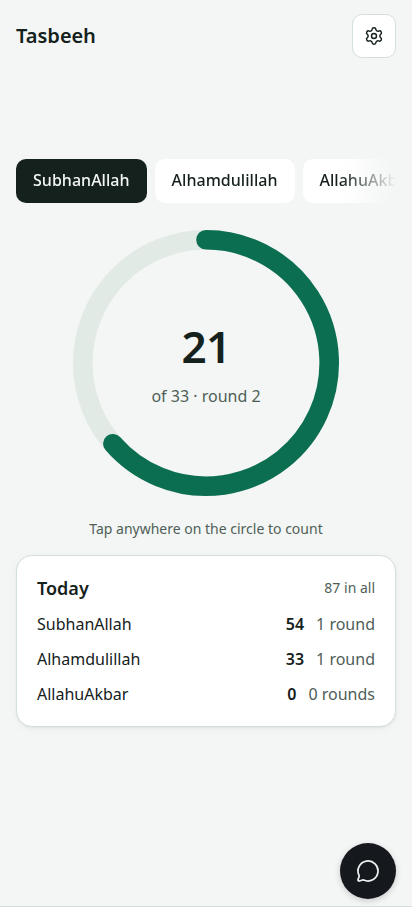 Tasbeeh
SubhanAllah Alhamdulillah AllahuAkb
21
of 33 · round 2
Tap anywhere on the circle to count
Today 87 in all
SubhanAllah 54 1 round
Alhamdulillah 33 1 round
AllahuAkbar 0 0 rounds